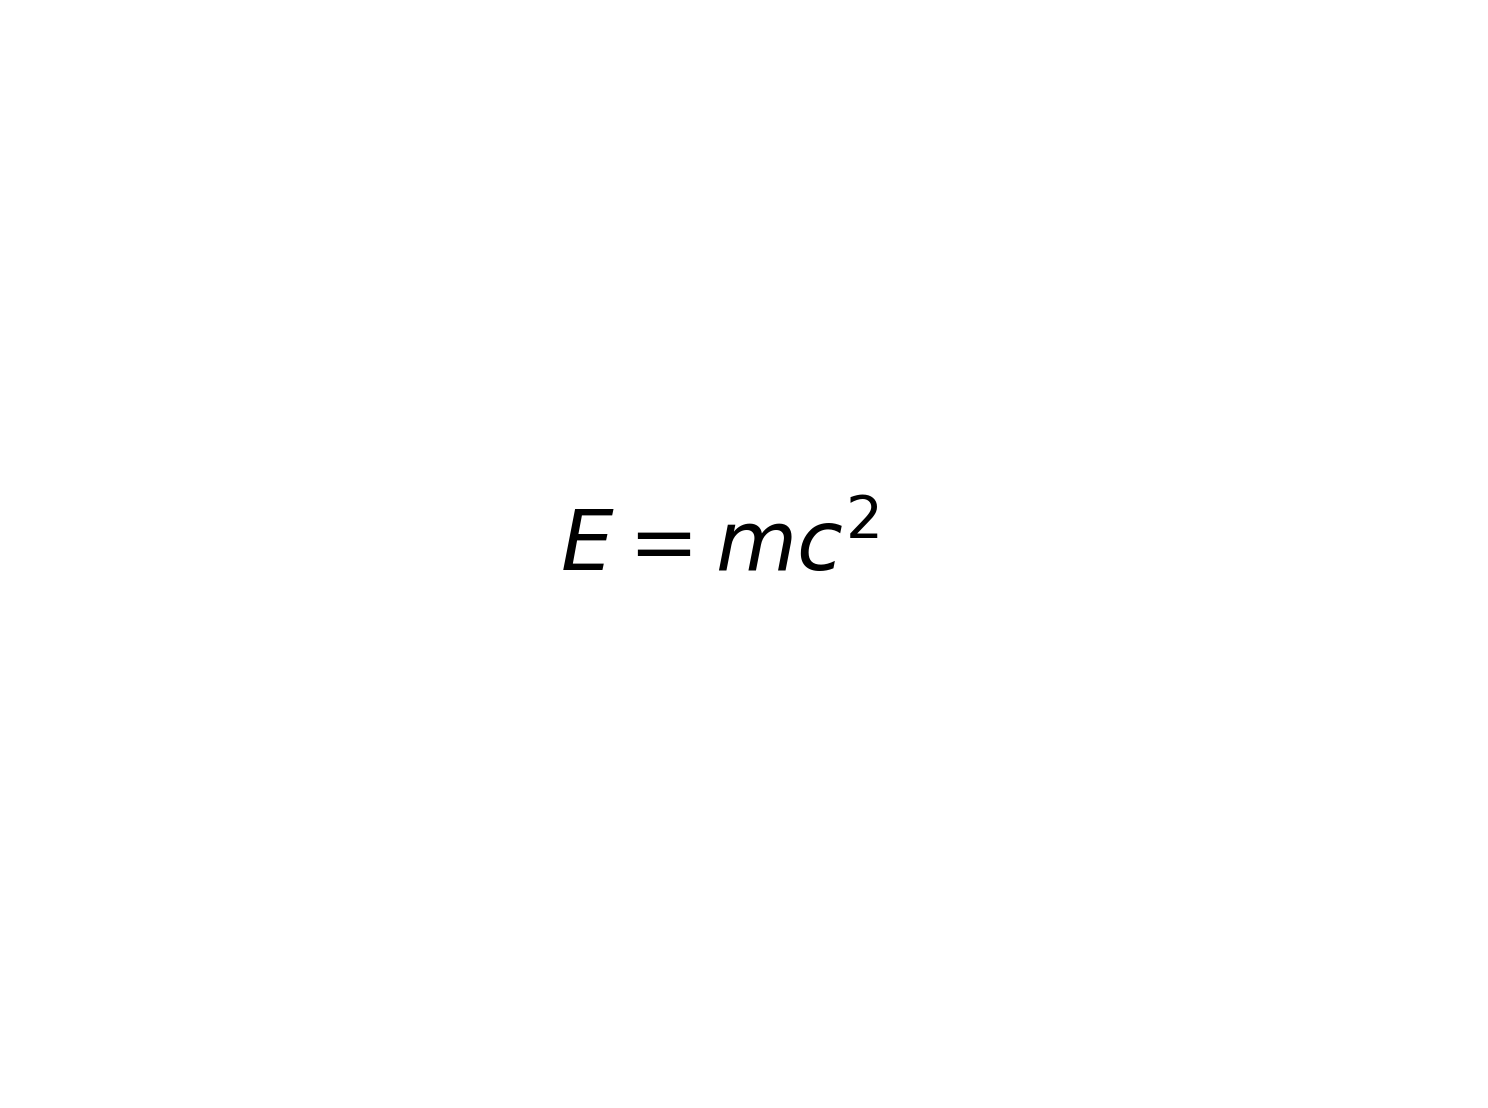 E = mc²